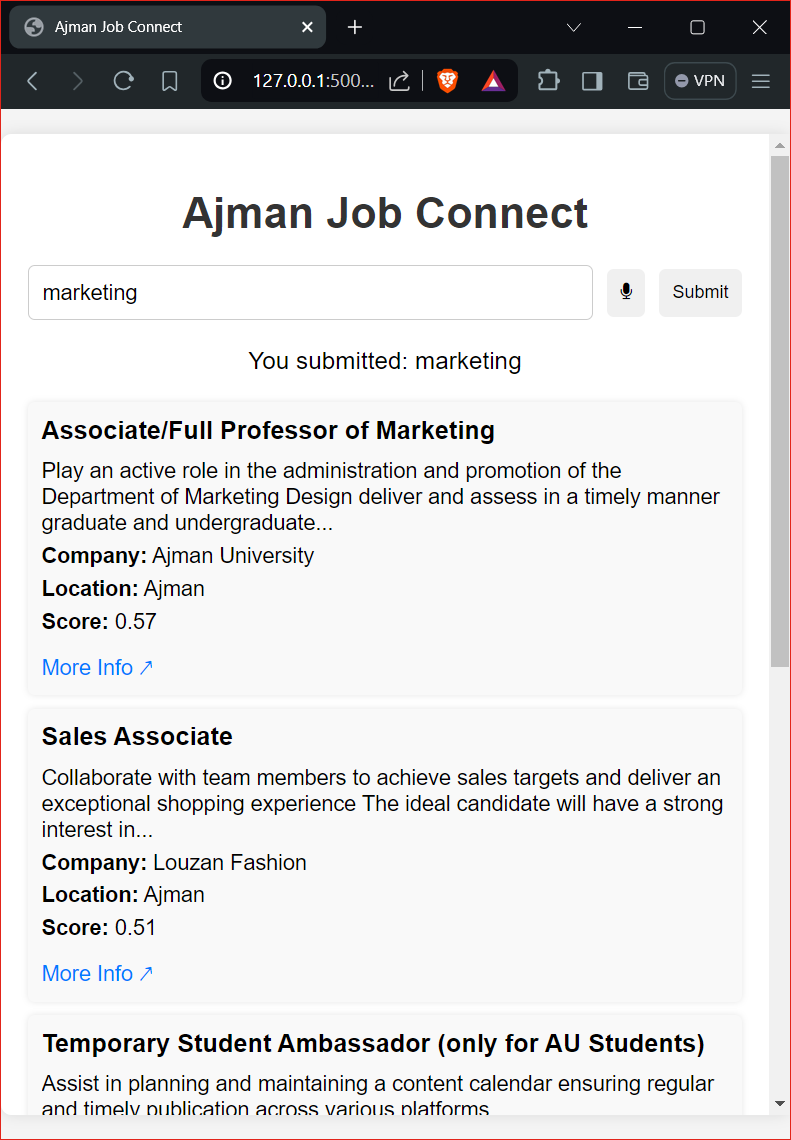 Ajman Job Connect
127.0.0.1:500...
VPN
Ajman Job Connect
marketing
Submit
You submitted: marketing
Associate/Full Professor of Marketing
Play an active role in the administration and promotion of the
Department of Marketing Design deliver and assess in a timely manner
graduate and undergraduate...
Company: Ajman University
Location: Ajman
Score: 0.57
More Info ↗
Sales Associate
Collaborate with team members to achieve sales targets and deliver an
exceptional shopping experience The ideal candidate will have a strong
interest in...
Company: Louzan Fashion
Location: Ajman
Score: 0.51
More Info ↗
Temporary Student Ambassador (only for AU Students)
Assist in planning and maintaining a content calendar ensuring regular
and timely publication across various platforms